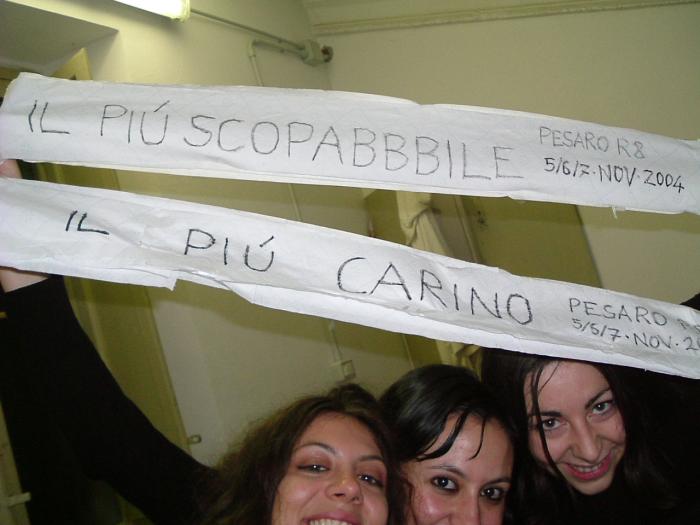 IL PIÚ SCOPABBBILE
PESARO R8
5/6/7·NOV·2004
IL PIÚ CARINO
PESARO
5/6/7·NOV·